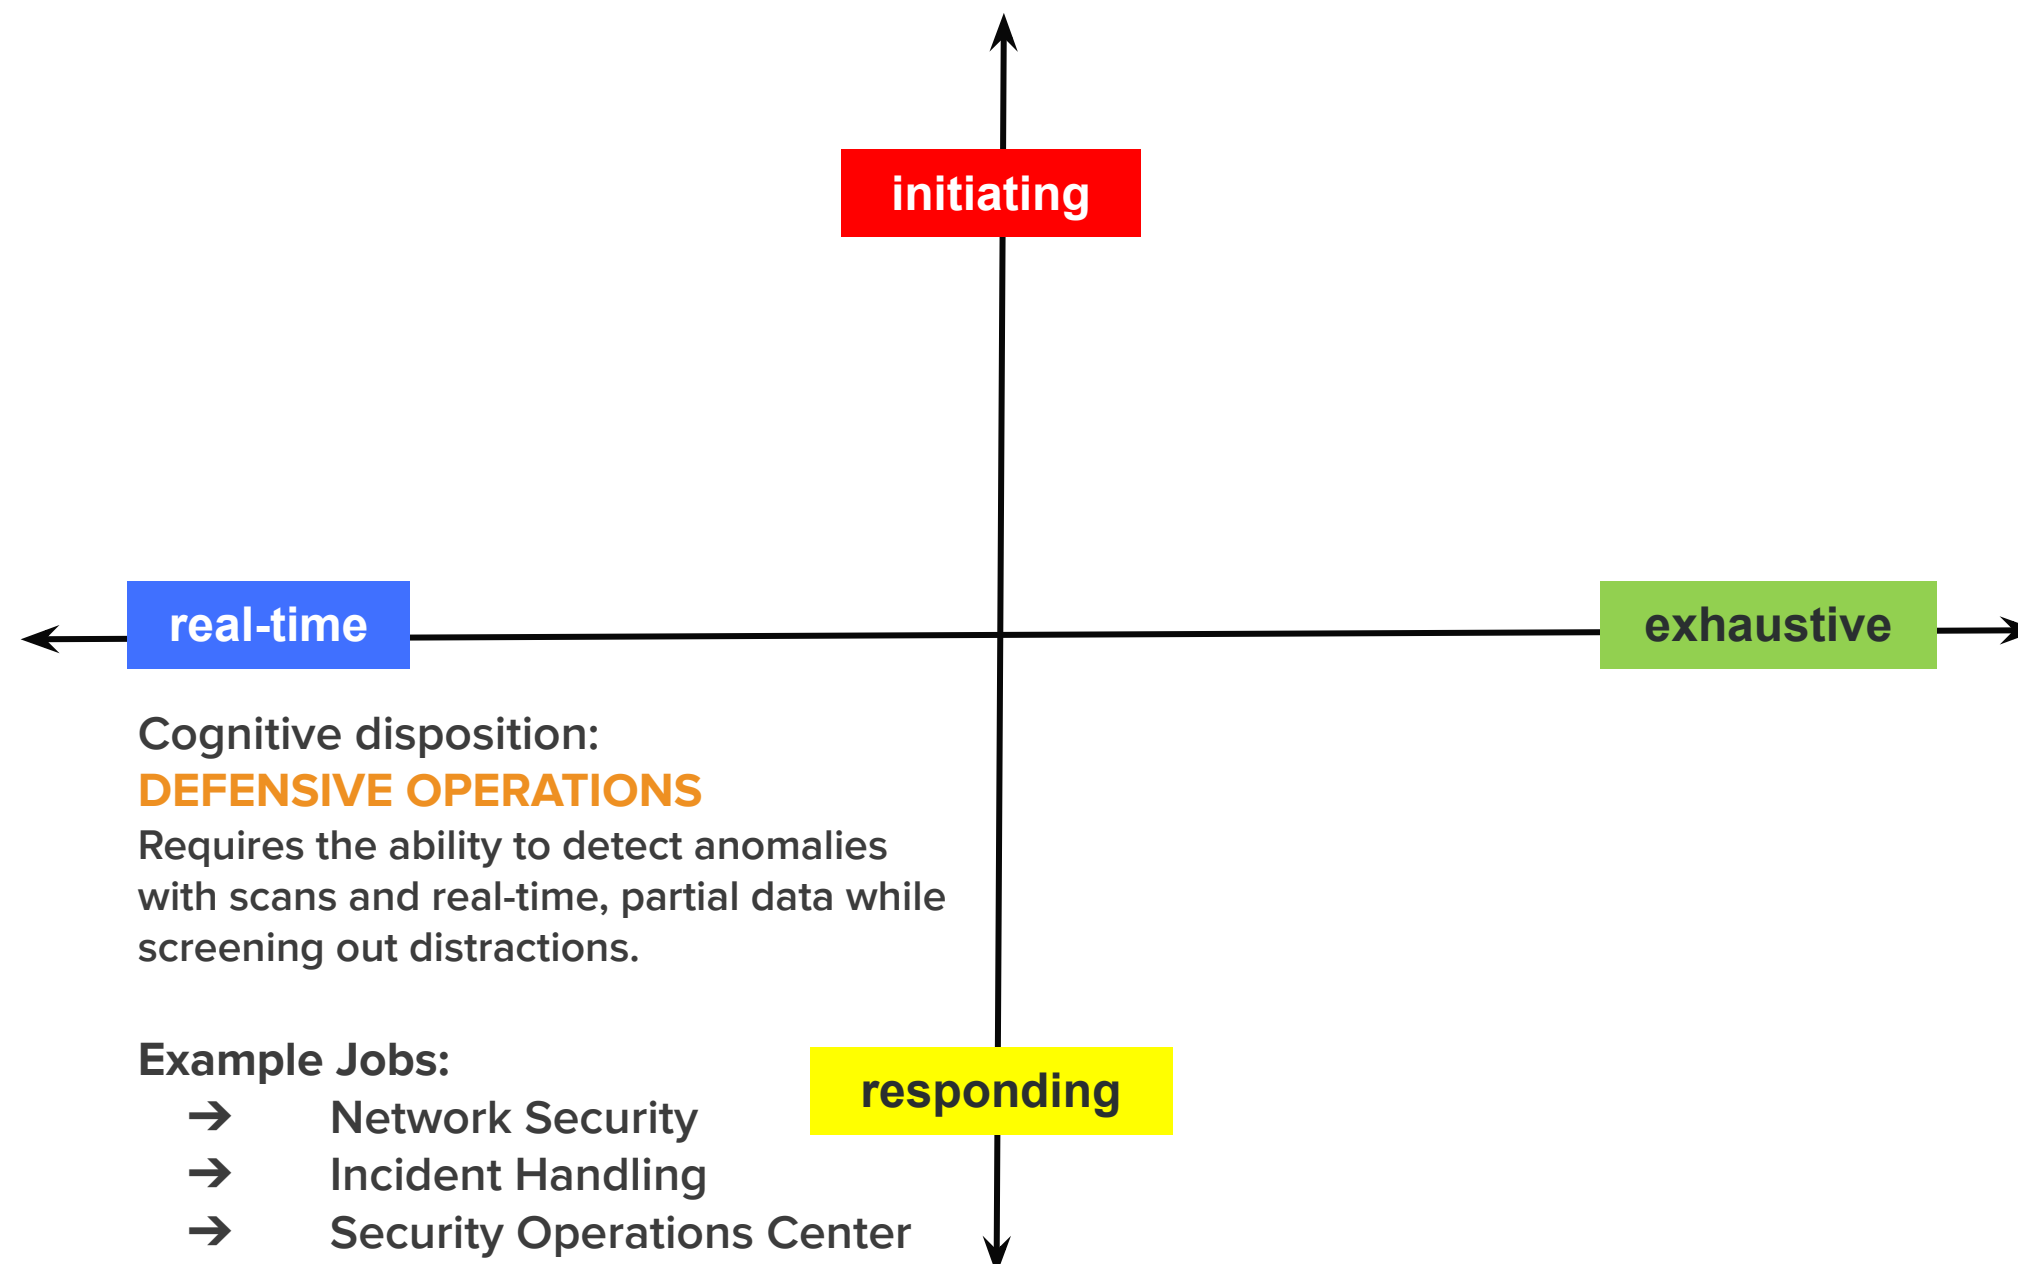 initiating
real-time
exhaustive
Cognitive disposition:
DEFENSIVE OPERATIONS
Requires the ability to detect anomalies
with scans and real-time, partial data while
screening out distractions.
Example Jobs:
➔ Network Security
➔ Incident Handling
➔ Security Operations Center
responding